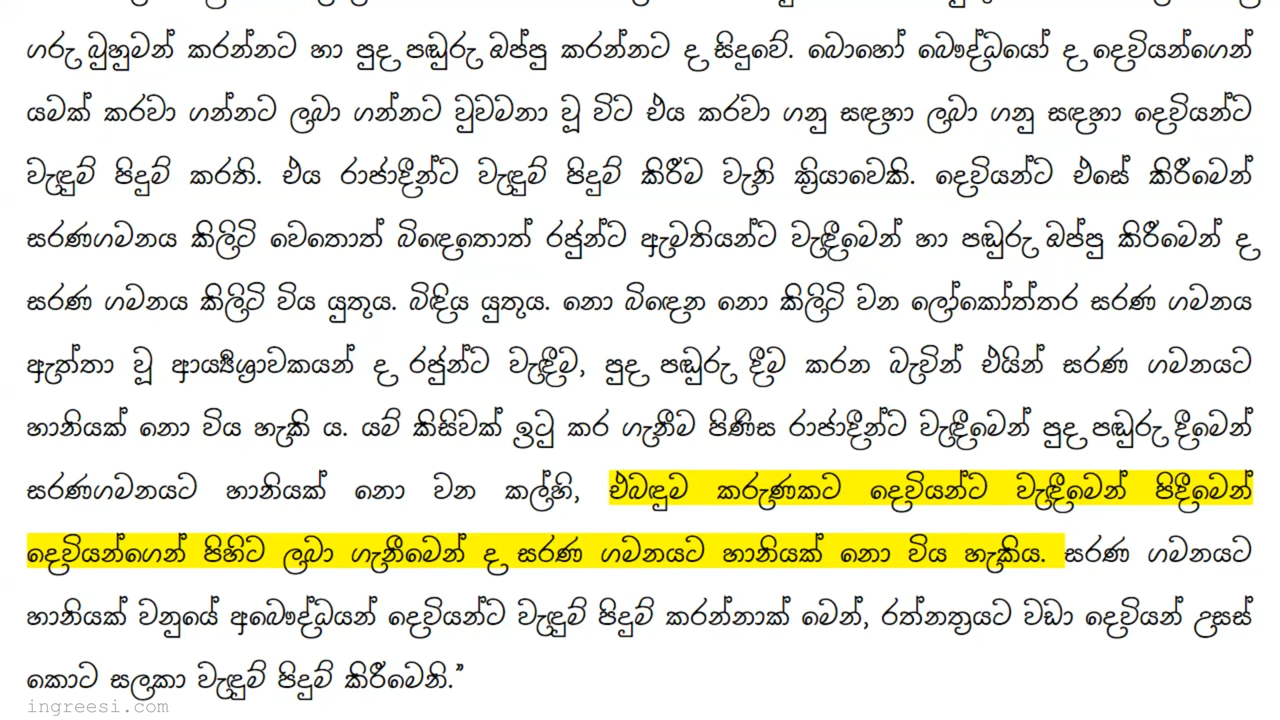 ගරු බුහුමන් කරන්නට හා පුද පඬුරු ඔප්පු කරන්නට ද සිදුවේ. බොහෝ බෞද්ධයෝ ද දෙවියන්ගෙන්
යමක් කරවා ගන්නට ලබා ගන්නට වුවමනා වූ විට එය කරවා ගනු සඳහා ලබා ගනු සඳහා දෙවියන්ට
වැඳුම් පිදුම් කරති. එය රාජාදීන්ට වැඳුම් පිදුම් කිරීම වැනි ක්‍රියාවෙකි. දෙවියන්ට එසේ කිරීමෙන්
සරණගමනය කිලිටි වෙතොත් බිඳෙතොත් රජුන්ට ඇමතියන්ට වැඳීමෙන් හා පඬුරු ඔප්පු කිරීමෙන් ද
සරණ ගමනය කිලිටි විය යුතුය. බිඳිය යුතුය. නො බිඳෙන නො කිලිටි වන ලෝකෝත්තර සරණ ගමනය
ඇත්තා වූ ආර්‍ය්‍යශ්‍රාවකයන් ද රජුන්ට වැඳීම, පුද පඬුරු දීම කරන බැවින් එයින් සරණ ගමනයට
හානියක් නො විය හැකි ය. යම් කිසිවක් ඉටු කර ගැනීම පිණිස රාජාදීන්ට වැඳීමෙන් පුද පඬුරු දීමෙන්
සරණගමනයට හානියක් නො වන කල්හි, එබඳුම කරුණකට දෙවියන්ට වැඳීමෙන් පිදීමෙන්
දෙවියන්ගෙන් පිහිට ලබා ගැනීමෙන් ද සරණ ගමනයට හානියක් නො විය හැකිය. සරණ ගමනයට
හානියක් වනුයේ අබෞද්ධයන් දෙවියන්ට වැඳුම් පිදුම් කරන්නාක් මෙන්, රත්නත්‍රයට වඩා දෙවියන් උසස්
කොට සලකා වැඳුම් පිදුම් කිරීමෙනි.”
ingreesi.com